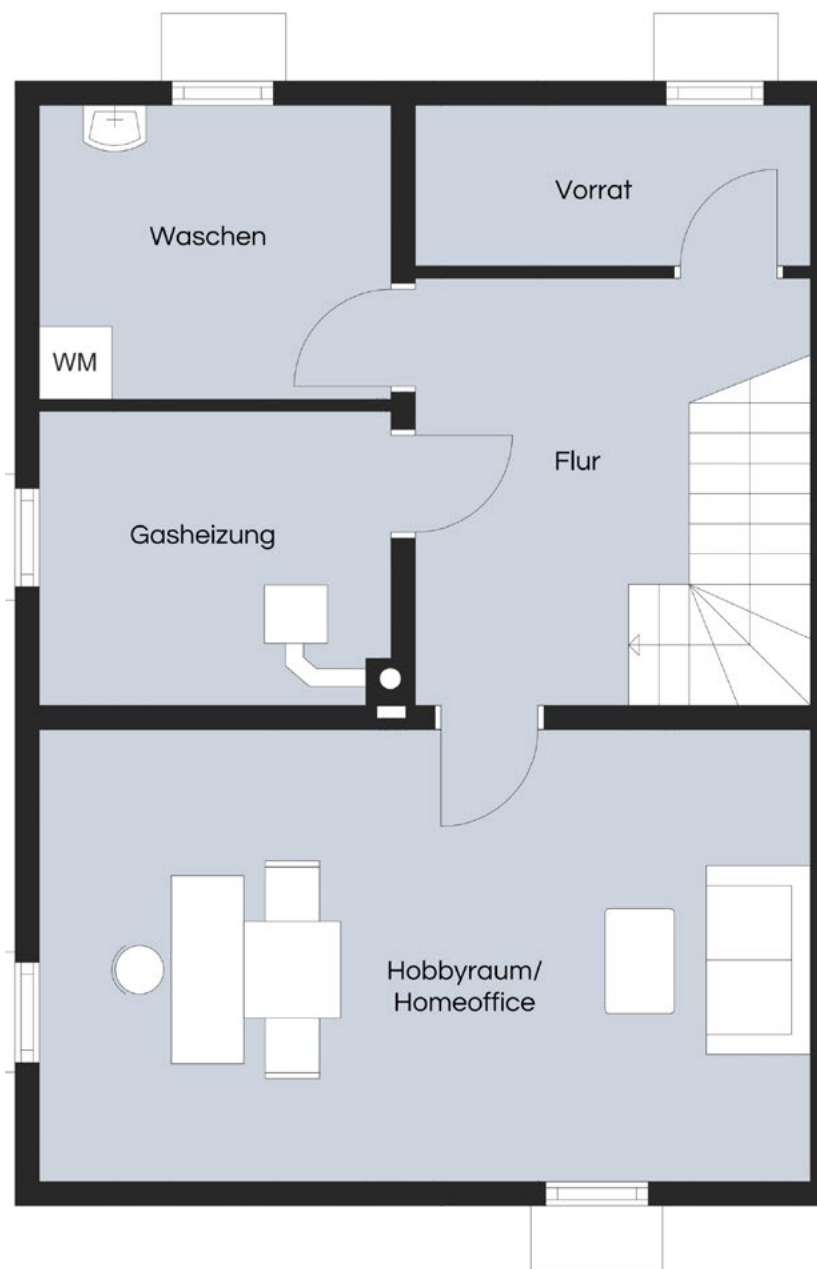 Vorrat
Waschen
WM
Flur
Gasheizung
Hobbyraum/
Homeoffice